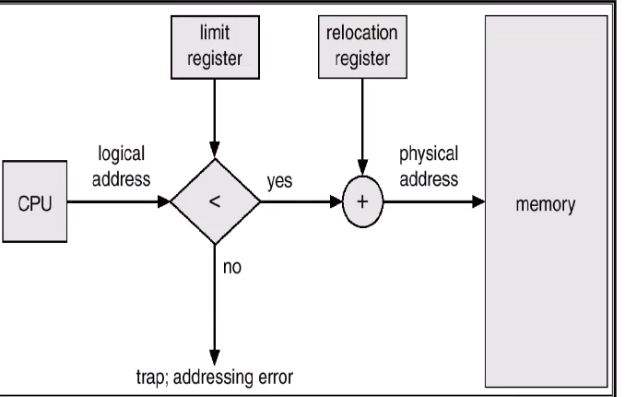 limit
register
relocation
register
logical
address
yes
physical
address
CPU
<
+
memory
no
trap; addressing error